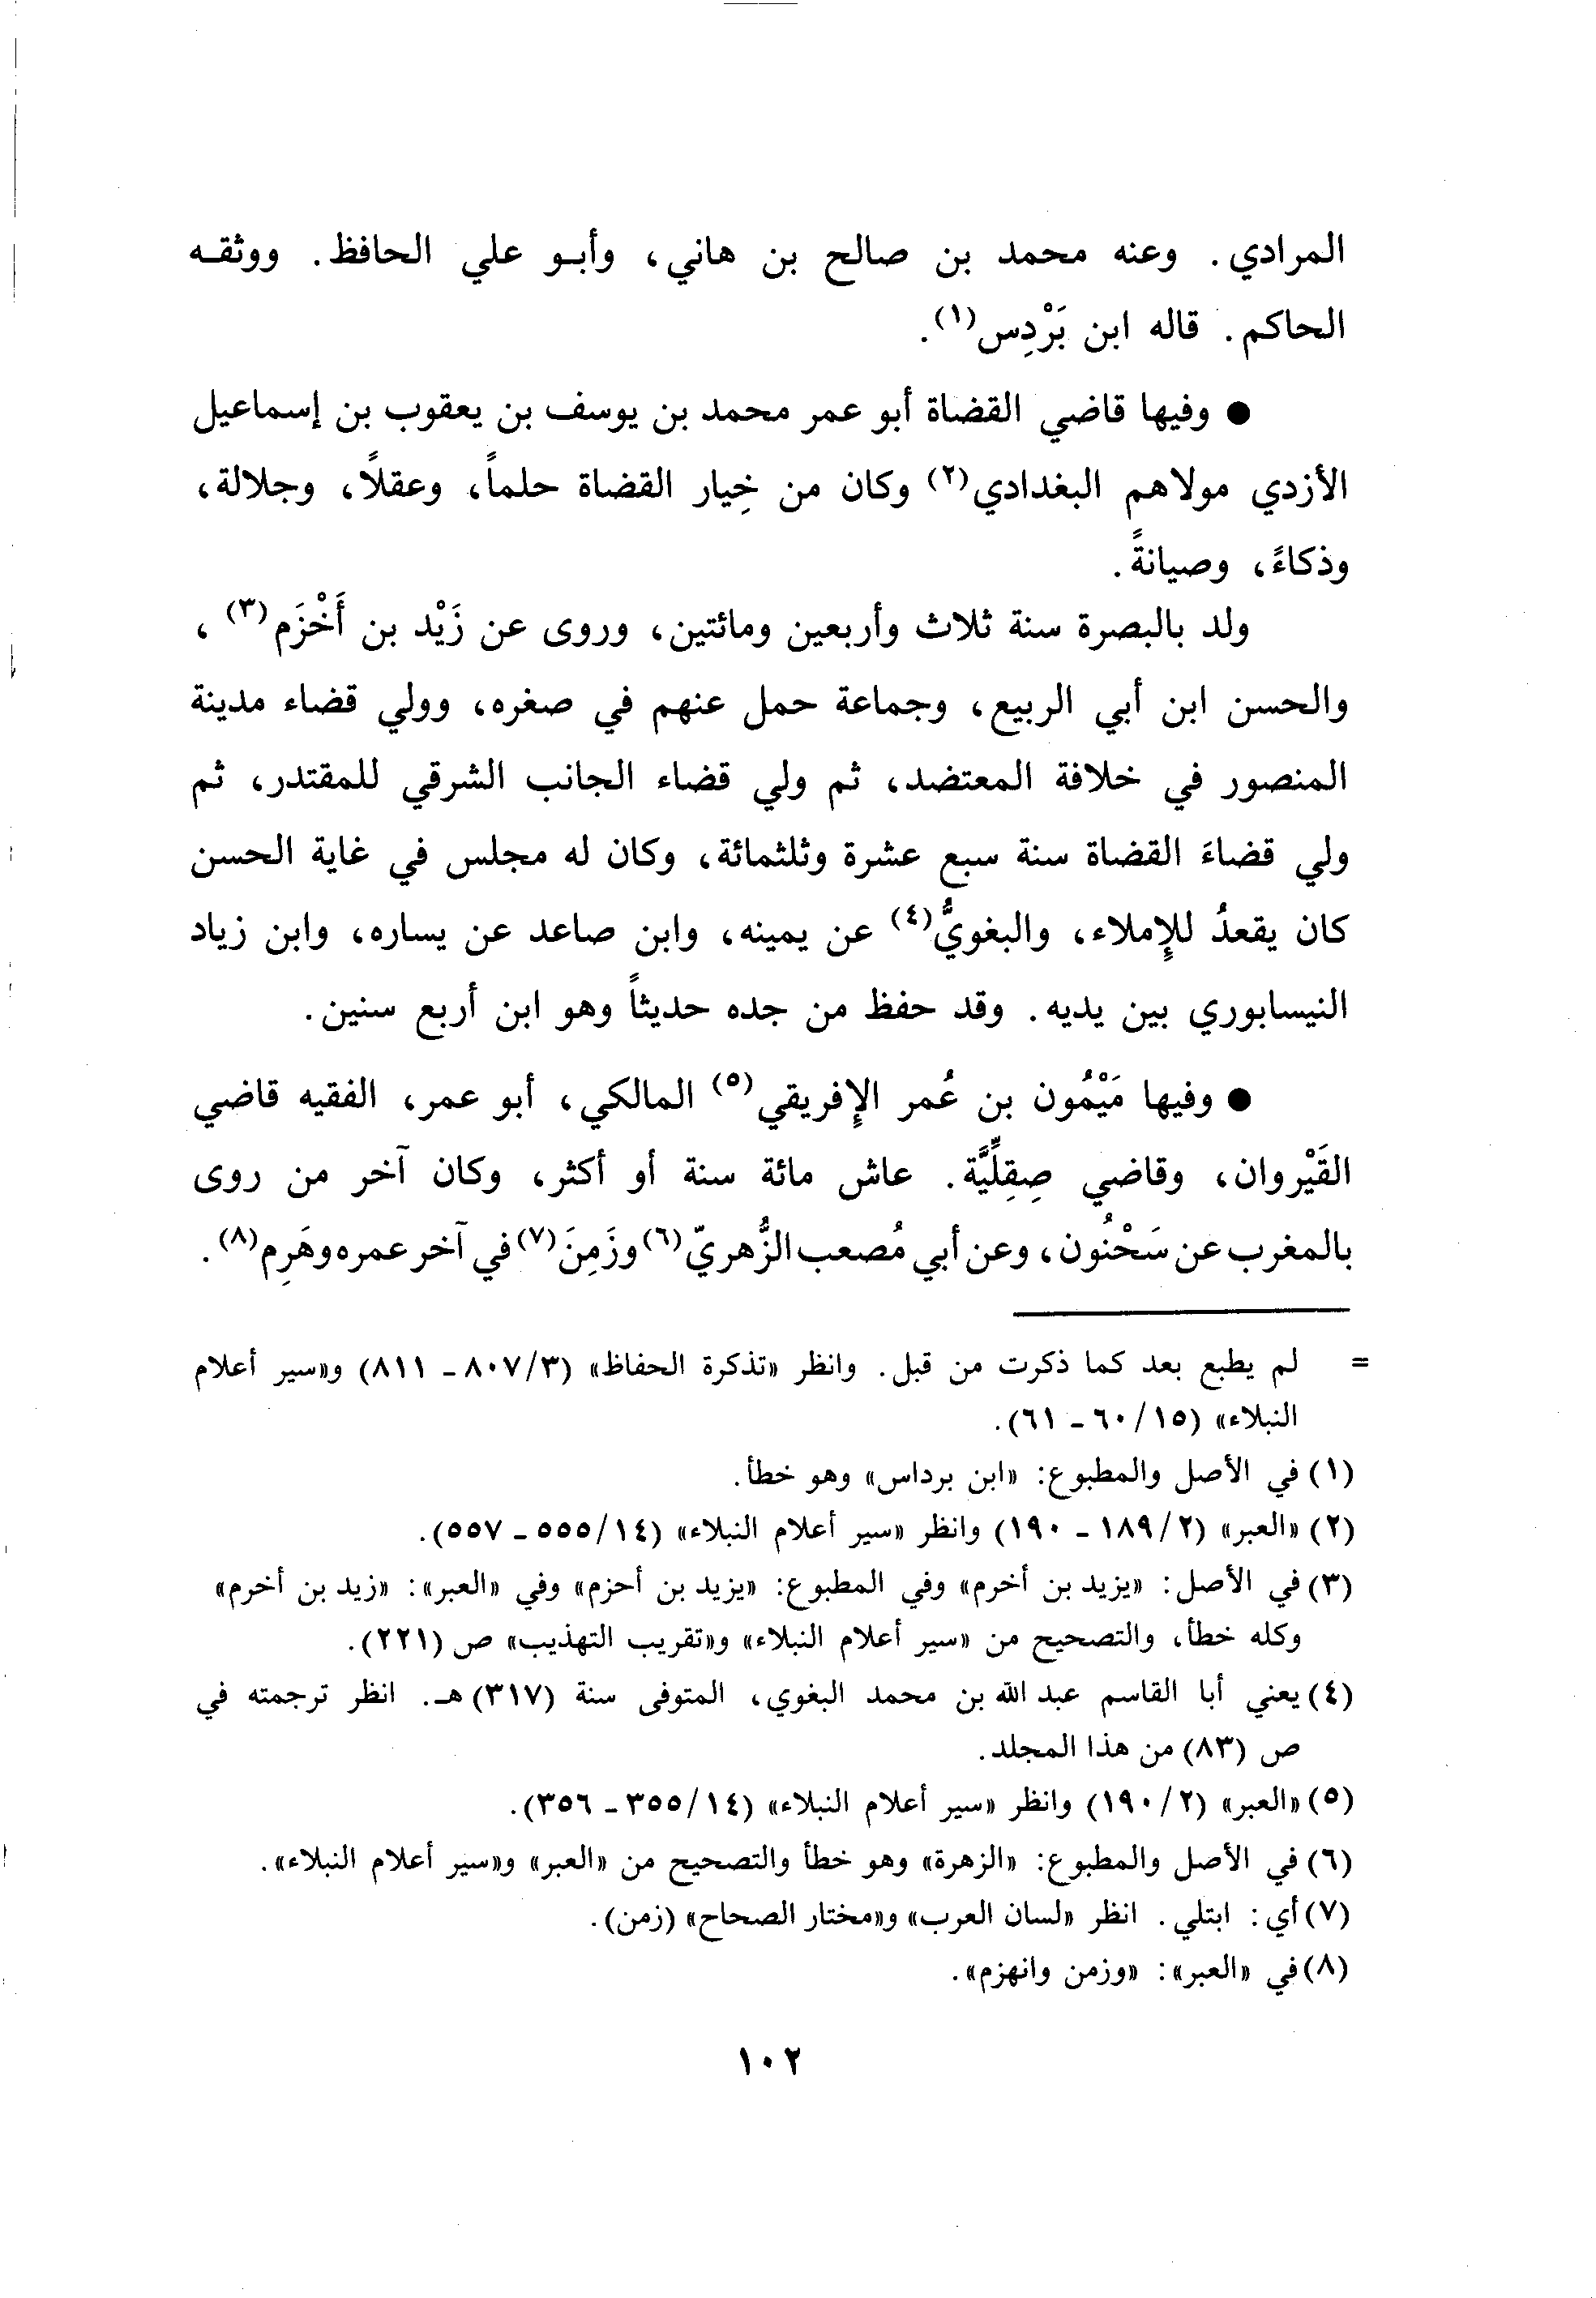 المرادي. وعنه محمد بن صالح بن هاني، وأبـو علي الحافظ. ووثقـه
الحاكم. قاله ابن بَرْدِس(١).
● وفيها قاضي القضاة أبو عمر محمد بن يوسف بن يعقوب بن إسماعيل
الأزدي مولاهم البغدادي(٢) وكان من خِيار القضاة حلماً، وعقلاً، وجلالة،
وذكاءً، وصيانةً.
ولد بالبصرة سنة ثلاث وأربعين ومائتين، وروى عن زَيْد بن أَخْزَم(٣)،
والحسن ابن أبي الربيع، وجماعة حمل عنهم في صغره، وولي قضاء مدينة
المنصور في خلافة المعتضد، ثم ولي قضاء الجانب الشرقي للمقتدر، ثم
ولي قضاءَ القضاة سنة سبع عشرة وثلثمائة، وكان له مجلس في غاية الحسن
كان يقعدُ للإِملاء، والبغويُّ(٤) عن يمينه، وابن صاعد عن يساره، وابن زياد
النيسابوري بين يديه. وقد حفظ من جده حديثاً وهو ابن أربع سنين.
● وفيها مَيْمُون بن عُمر الإِفريقي(٥) المالكي، أبو عمر، الفقيه قاضي
القَيْروان، وقاضي صِقِلِّيَّة. عاش مائة سنة أو أكثر، وكان آخر من روى
بالمغرب عن سَحْنُون، وعن أبي مُصعب الزُّهريّ(٦) وزَمِنَ(٧) في آخر عمره وهَرِم(٨).
= لم يطبع بعد كما ذكرت من قبل. وانظر «تذكرة الحفاظ» (٣/ ٨٠٧ - ٨١١) و«سير أعلام
النبلاء» (١٥/ ٦٠ - ٦١).
(١) في الأصل والمطبوع: «ابن برداس» وهو خطأ.
(٢) «العبر» (٢/ ١٨٩ - ١٩٠) وانظر «سير أعلام النبلاء» (١٤/ ٥٥٥ - ٥٥٧).
(٣) في الأصل: «يزيد بن أخرم» وفي المطبوع: «يزيد بن أحزم» وفي «العبر»: «زيد بن أخرم»
وكله خطأ، والتصحيح من «سير أعلام النبلاء» و«تقريب التهذيب» ص (٢٢١).
(٤) يعني أبا القاسم عبد الله بن محمد البغوي، المتوفى سنة (٣١٧) هـ. انظر ترجمته في
ص (٨٣) من هذا المجلد.
(٥) «العبر» (٢/ ١٩٠) وانظر «سير أعلام النبلاء» (١٤/ ٣٥٥ - ٣٥٦).
(٦) في الأصل والمطبوع: «الزهرة» وهو خطأ والتصحيح من «العبر» و«سير أعلام النبلاء».
(٧) أي: ابتلي. انظر «لسان العرب» و«مختار الصحاح» (زمن).
(٨) في «العبر»: «وزمن وانهزم».
١٠٢